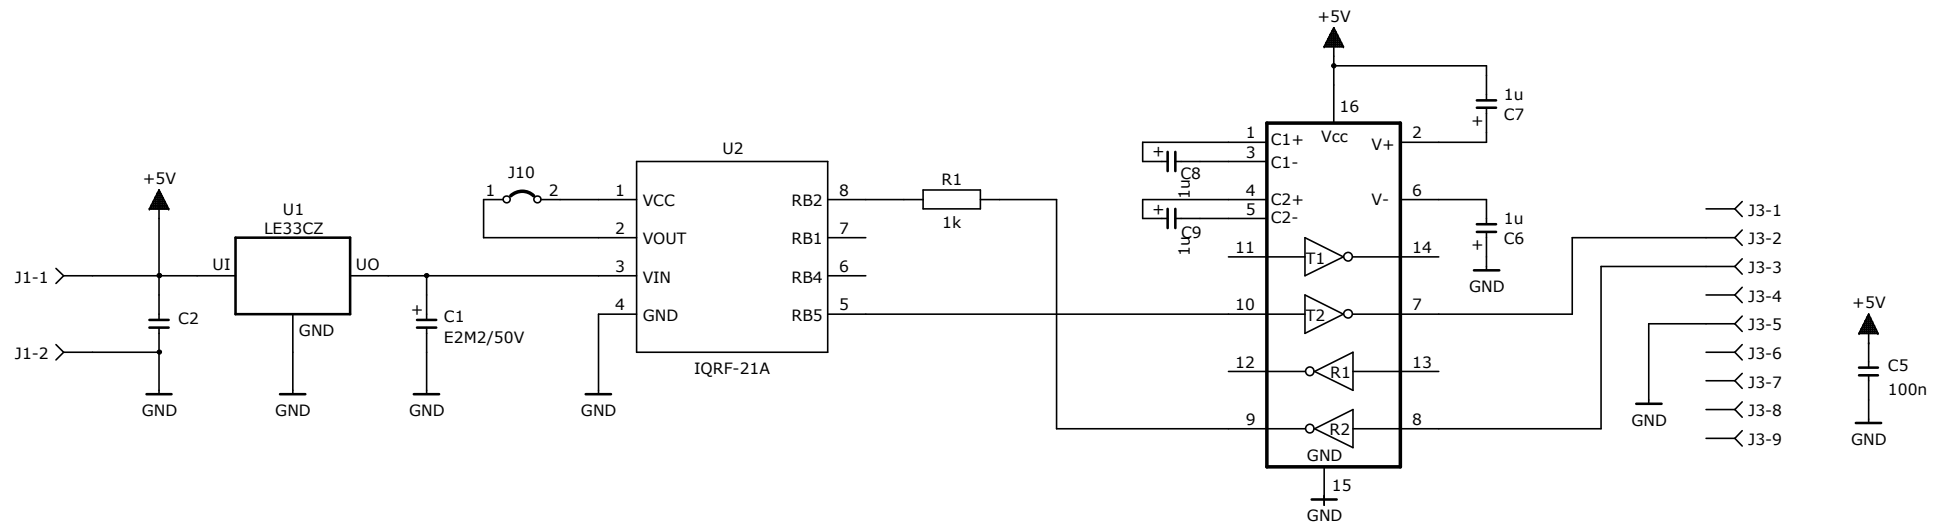 +5V
J1-1
J1-2
C2
GND
U1
LE33CZ
UI
UO
GND
GND
C1
E2M2/50V
+
GND
J10
1
2
U2
1
VCC
2
VOUT
3
VIN
4
GND
RB2
8
RB1
7
RB4
6
RB5
5
IQRF-21A
GND
R1
1k
+5V
16
Vcc
1u
C7
+
1
C1+
3
C1-
+
C8
1u
4
C2+
5
C2-
+
C9
1u
V+
2
V-
6
1u
C6
+
GND
11
T1
14
10
T2
7
12
R1
13
9
R2
8
GND
15
GND
J3-1
J3-2
J3-3
J3-4
J3-5
J3-6
J3-7
J3-8
J3-9
GND
+5V
C5
100n
GND